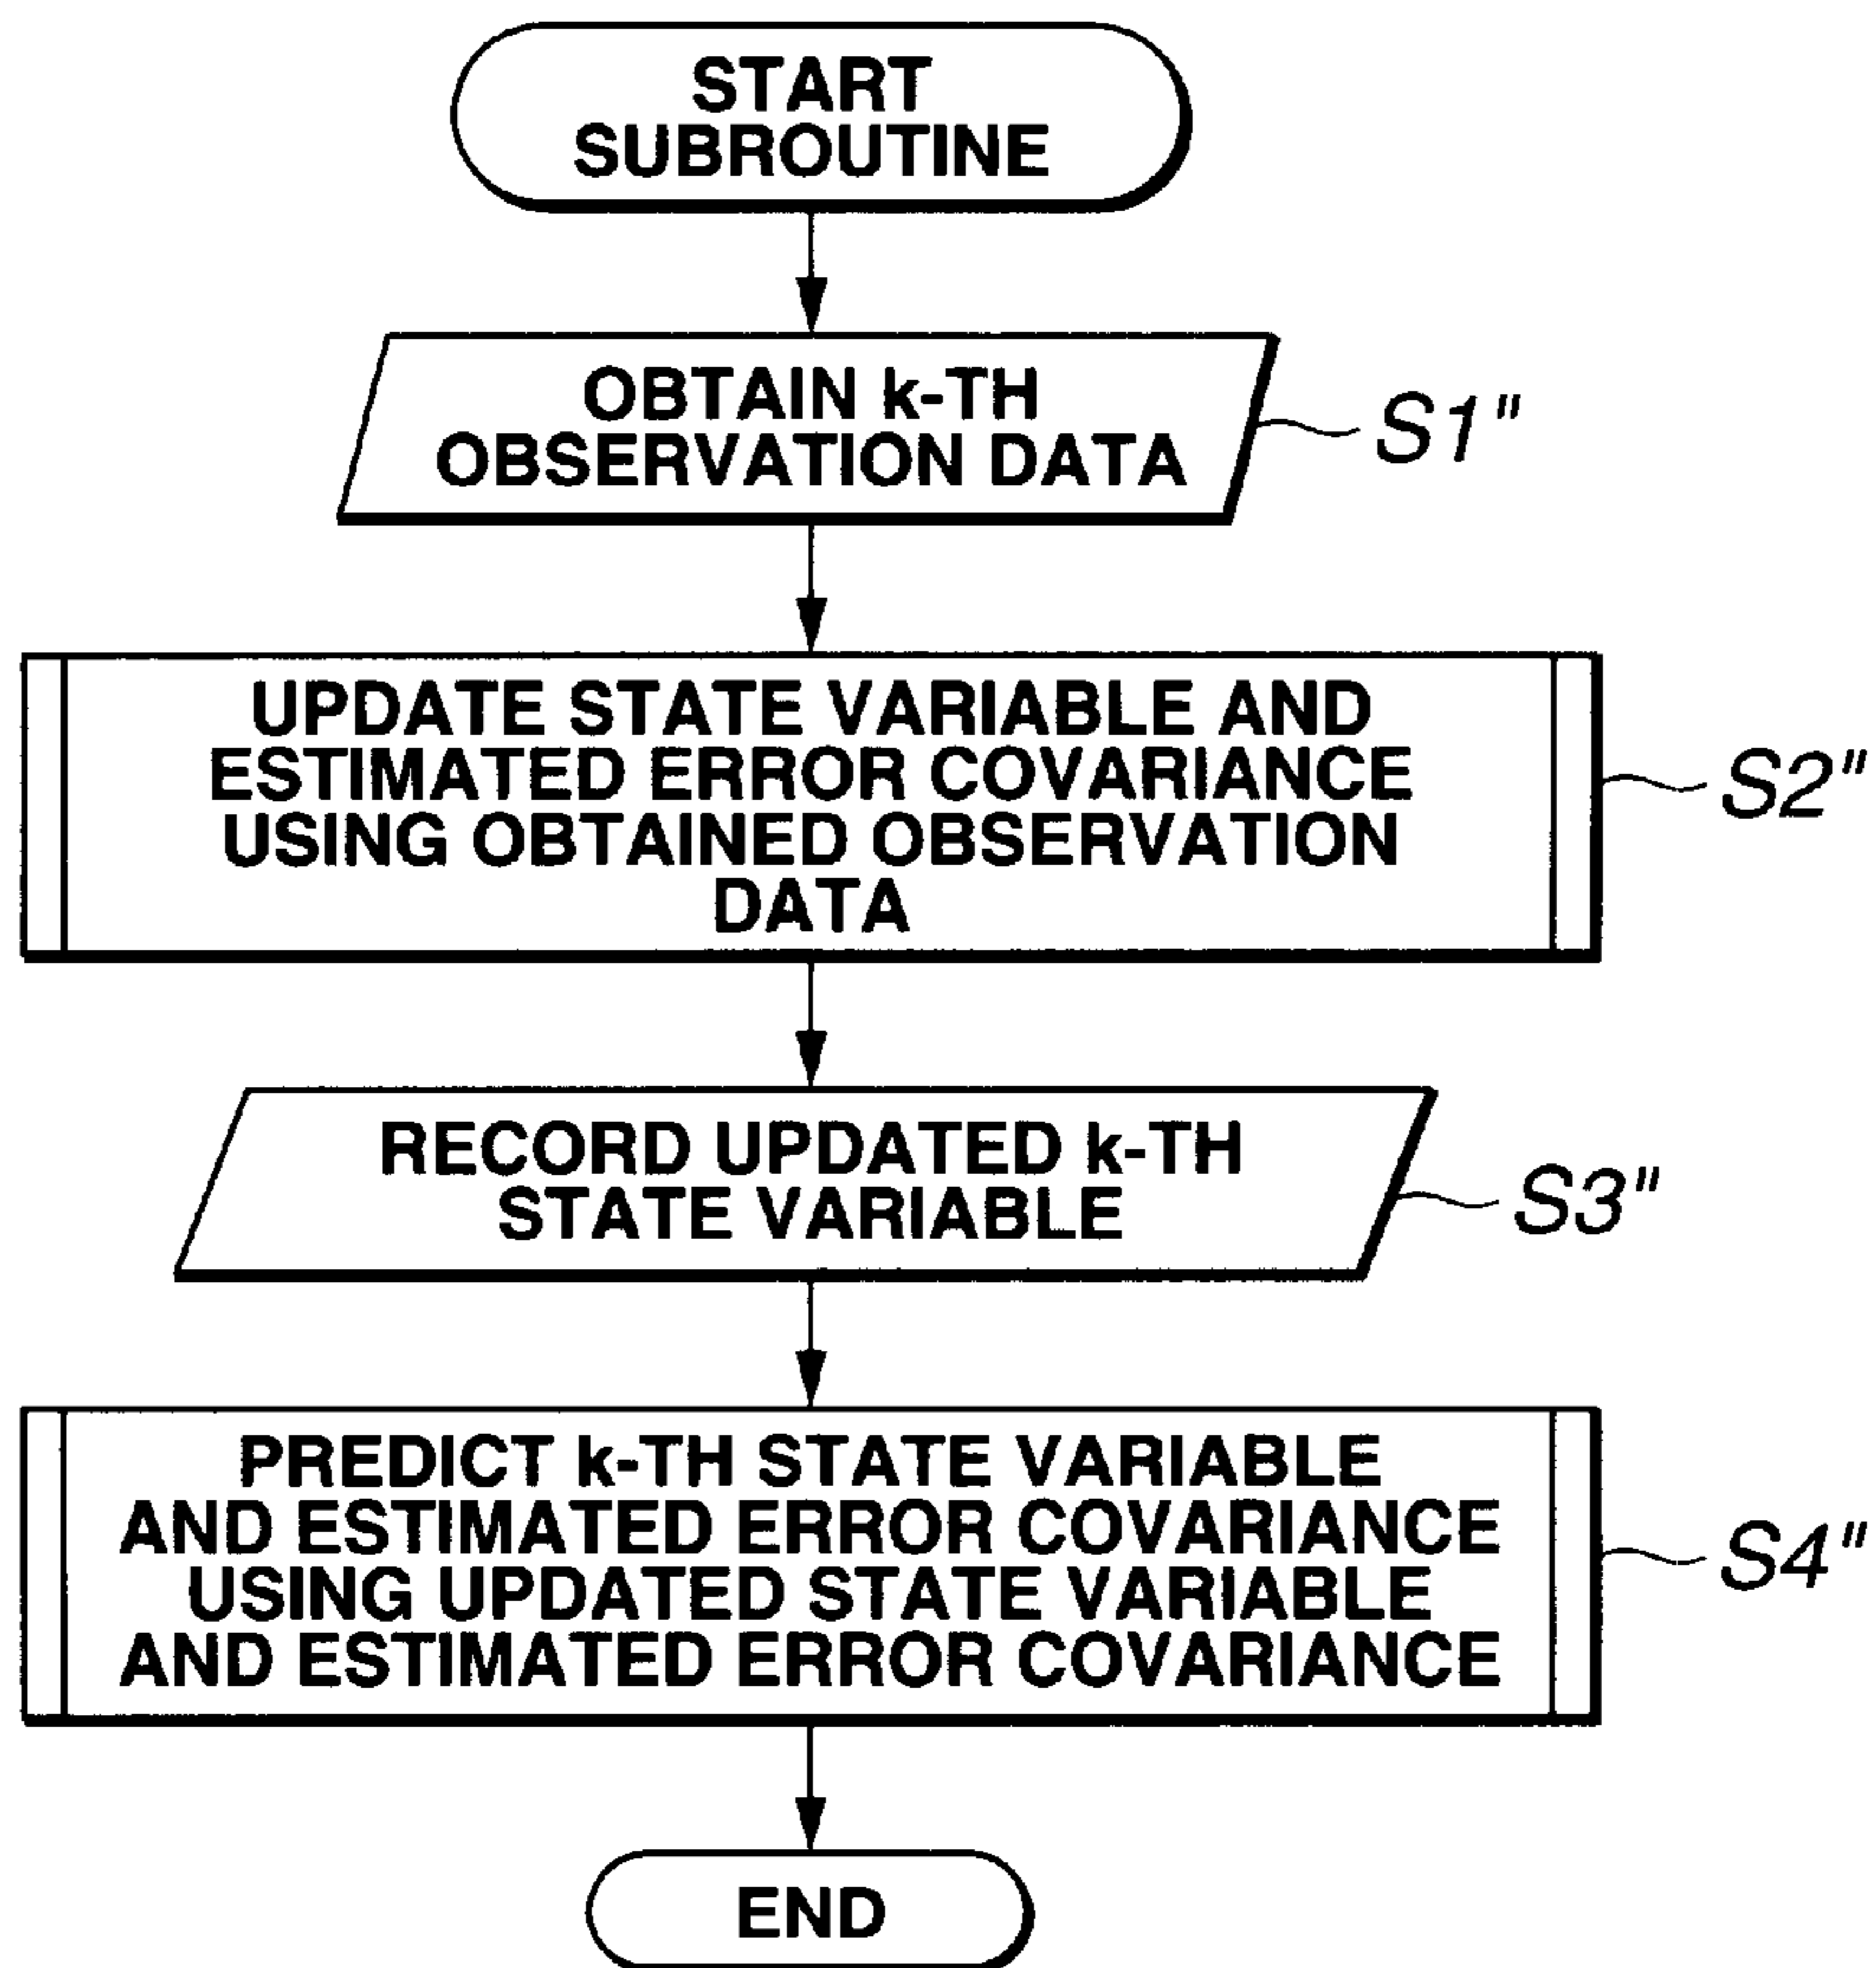 START
SUBROUTINE
OBTAIN k-TH
OBSERVATION DATA
S1"
UPDATE STATE VARIABLE AND
ESTIMATED ERROR COVARIANCE
USING OBTAINED OBSERVATION
DATA
S2"
RECORD UPDATED k-TH
STATE VARIABLE
S3"
PREDICT k-TH STATE VARIABLE
AND ESTIMATED ERROR COVARIANCE
USING UPDATED STATE VARIABLE
AND ESTIMATED ERROR COVARIANCE
S4"
END